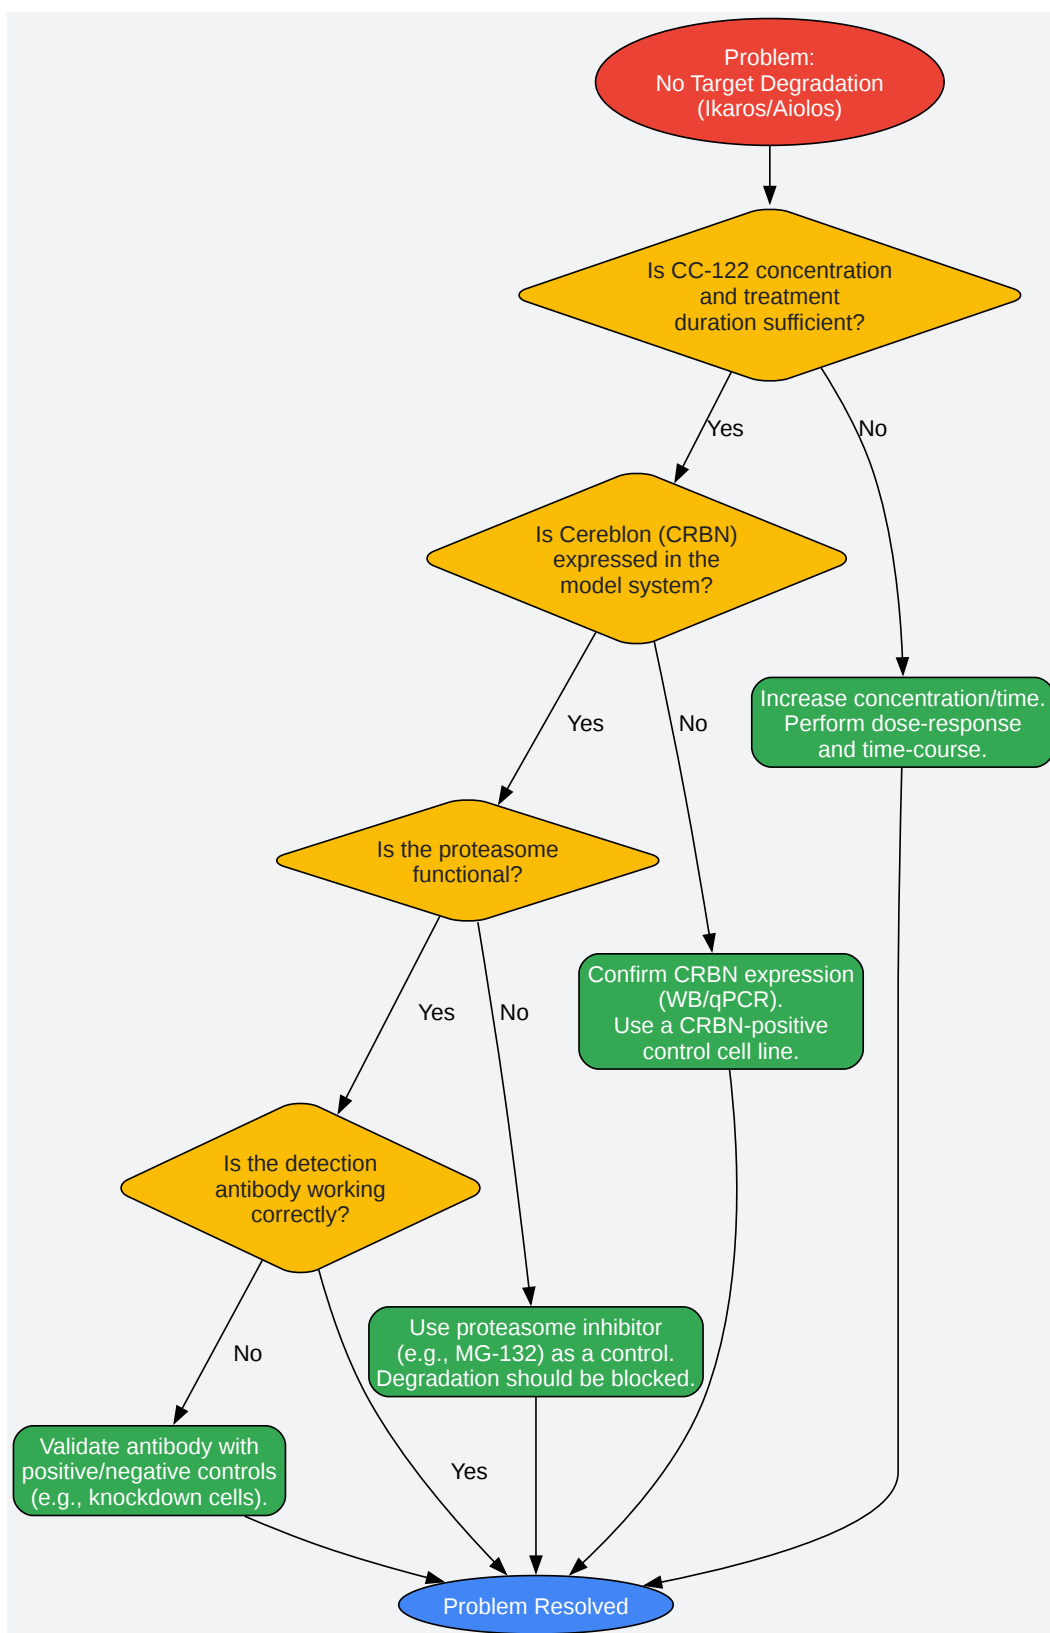 Problem:
No Target Degradation
(Ikaros/Aiolos)
Is CC-122 concentration
and treatment
duration sufficient?
Yes
No
Is Cereblon (CRBN)
expressed in the
model system?
Increase concentration/time.
Perform dose-response
and time-course.
Yes
No
Is the proteasome
functional?
Confirm CRBN expression
(WB/qPCR).
Use a CRBN-positive
control cell line.
Yes
No
Is the detection
antibody working
correctly?
Use proteasome inhibitor
(e.g., MG-132) as a control.
Degradation should be blocked.
No
Yes
Validate antibody with
positive/negative controls
(e.g., knockdown cells).
Problem Resolved